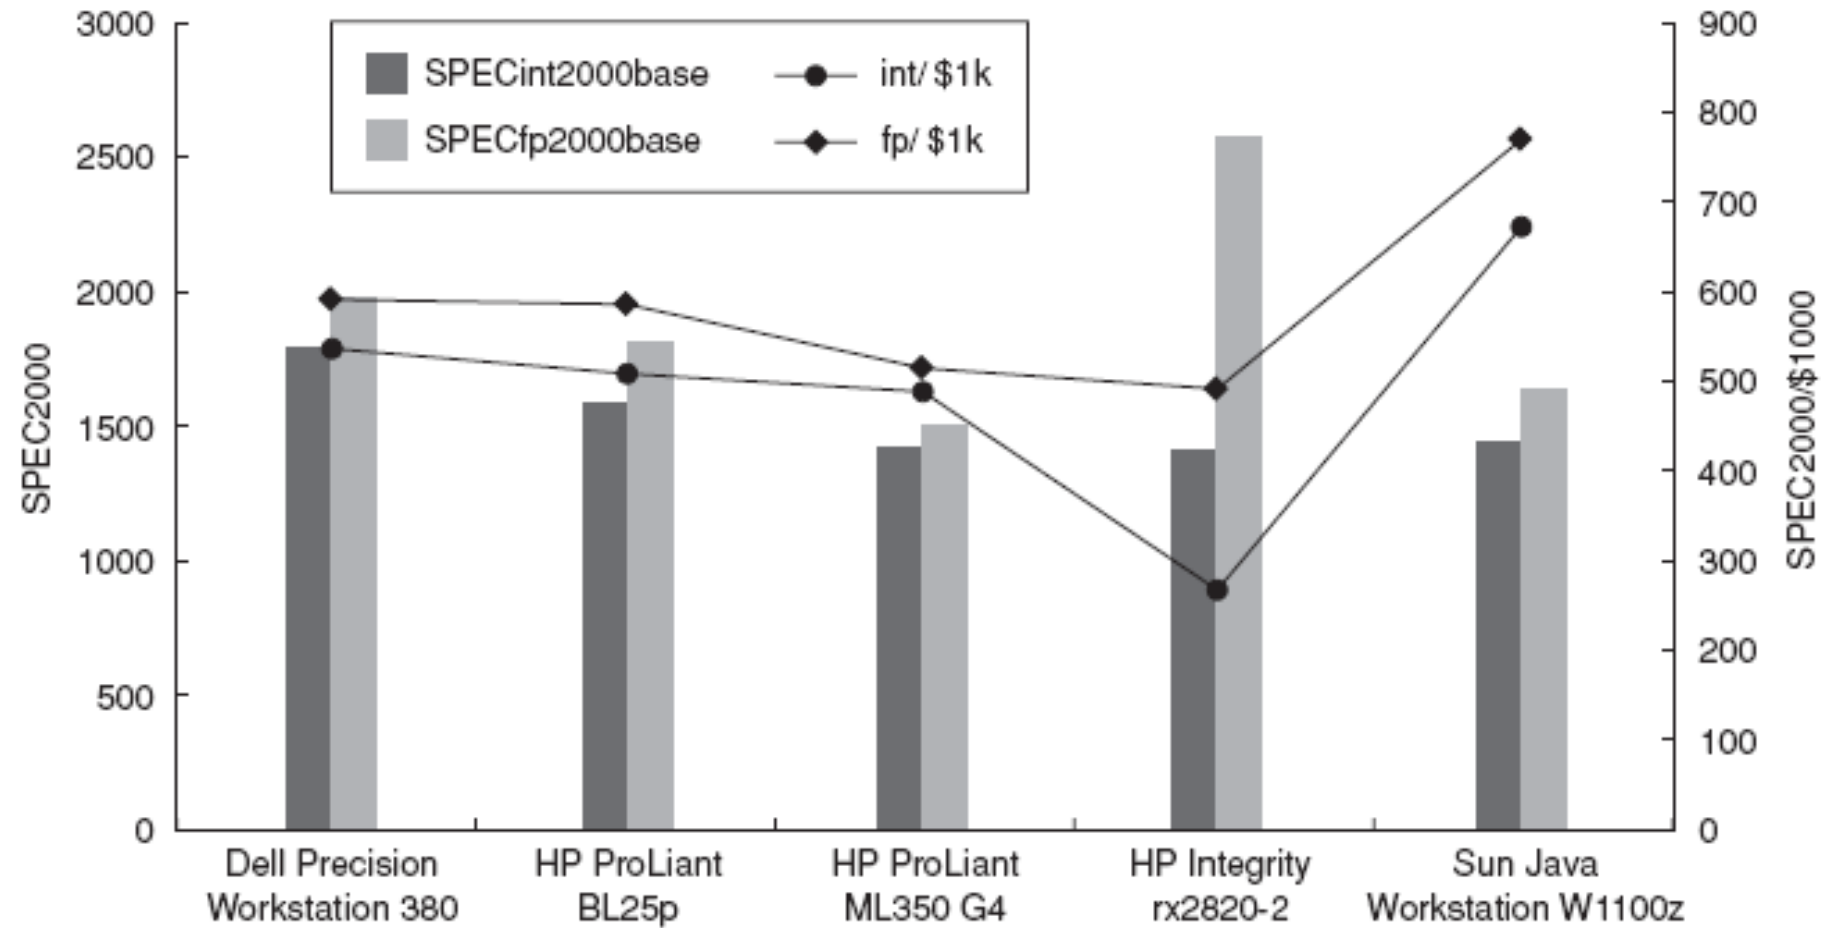 SPECint2000base
int/ $1k
SPECfp2000base
fp/ $1k
SPEC2000
3000
2500
2000
1500
1000
500
0
900
800
700
600
500
400
300
200
100
0
SPEC2000/$1000
Dell Precision
Workstation 380
HP ProLiant
BL25p
HP ProLiant
ML350 G4
HP Integrity
rx2820-2
Sun Java
Workstation W1100z